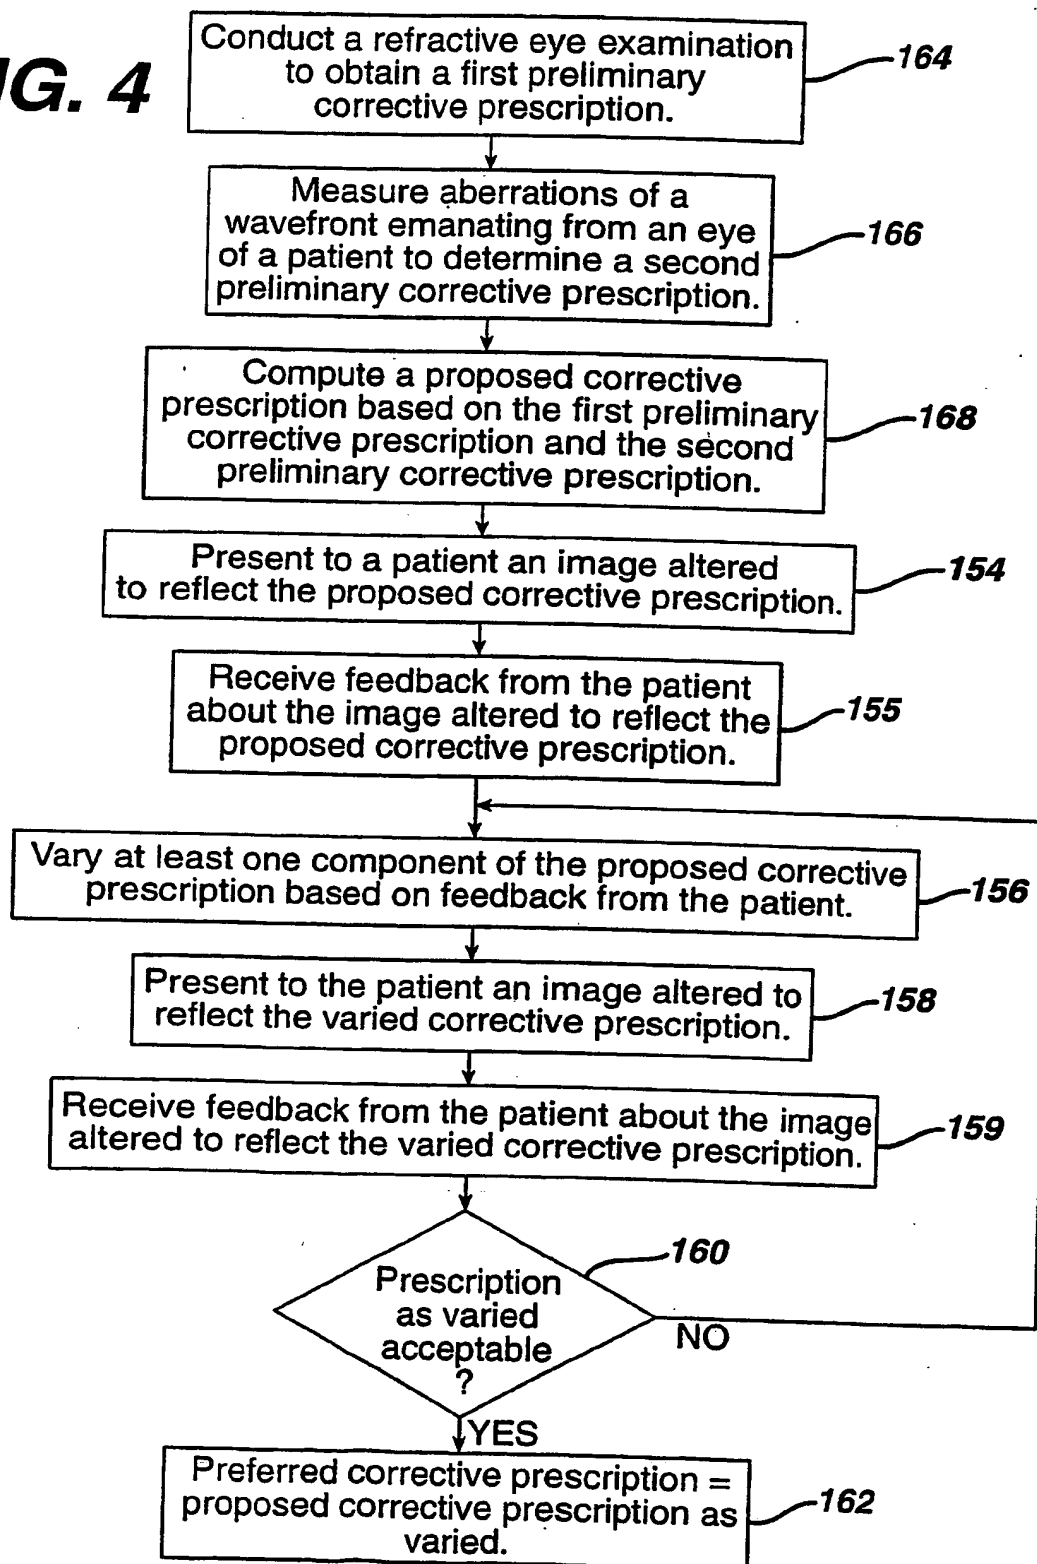 IG. 4
Conduct a refractive eye examination
to obtain a first preliminary
corrective prescription.
164
Measure aberrations of a
wavefront emanating from an eye
of a patient to determine a second
preliminary corrective prescription.
166
Compute a proposed corrective
prescription based on the first preliminary
corrective prescription and the second
preliminary corrective prescription.
168
Present to a patient an image altered
to reflect the proposed corrective prescription.
154
Receive feedback from the patient
about the image altered to reflect the
proposed corrective prescription.
155
Vary at least one component of the proposed corrective
prescription based on feedback from the patient.
156
Present to the patient an image altered to
reflect the varied corrective prescription.
158
Receive feedback from the patient about the image
altered to reflect the varied corrective prescription.
159
Prescription
as varied
acceptable
?
160
NO
YES
Preferred corrective prescription =
proposed corrective prescription as
varied.
162